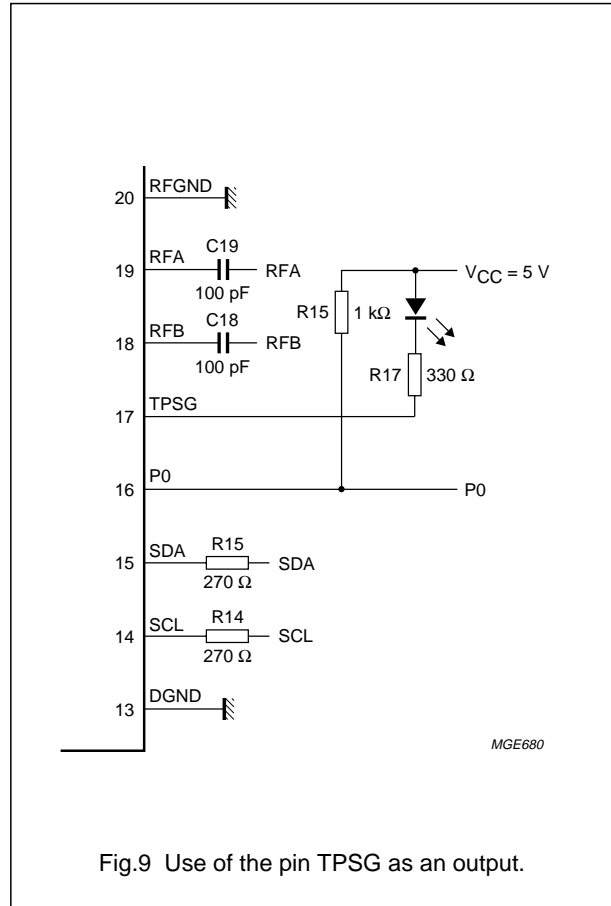 20 RFGND
C19
19 RFA RFA
100 pF
VCC = 5 V
R15 1 kΩ
C18
18 RFB RFB
100 pF
R17 330 Ω
17 TPSG
16 P0 P0
R15
15 SDA SDA
270 Ω
R14
14 SCL SCL
270 Ω
13 DGND
MGE680
Fig.9 Use of the pin TPSG as an output.